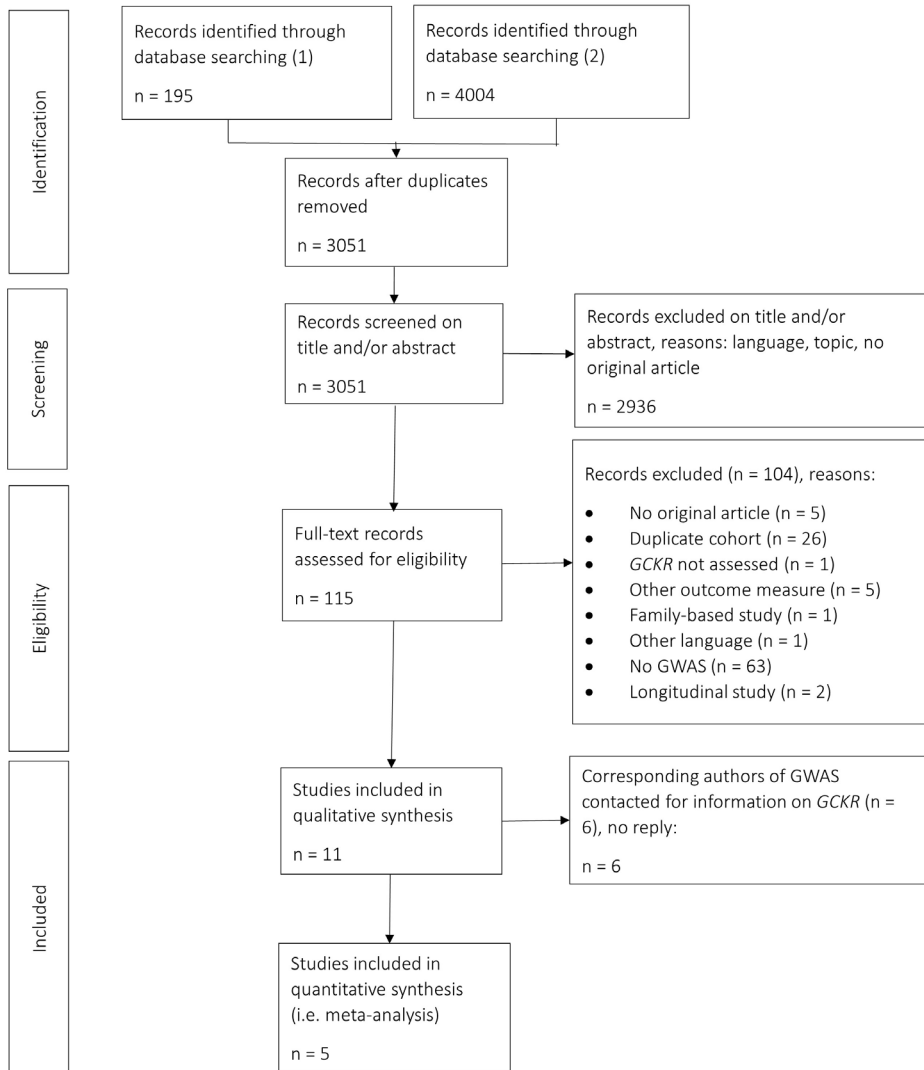 Identification
Records identified through
database searching (1)
n = 195
Records identified through
database searching (2)
n = 4004
Records after duplicates
removed
n = 3051
Screening
Records screened on
title and/or abstract
n = 3051
Records excluded on title and/or
abstract, reasons: language, topic, no
original article
n = 2936
Eligibility
Full-text records
assessed for eligibility
n = 115
Records excluded (n = 104), reasons:
• No original article (n = 5)
• Duplicate cohort (n = 26)
• GCKR not assessed (n = 1)
• Other outcome measure (n = 5)
• Family-based study (n = 1)
• Other language (n = 1)
• No GWAS (n = 63)
• Longitudinal study (n = 2)
Included
Studies included in
qualitative synthesis
n = 11
Corresponding authors of GWAS
contacted for information on GCKR (n =
6), no reply:
n = 6
Studies included in
quantitative synthesis
(i.e. meta-analysis)
n = 5